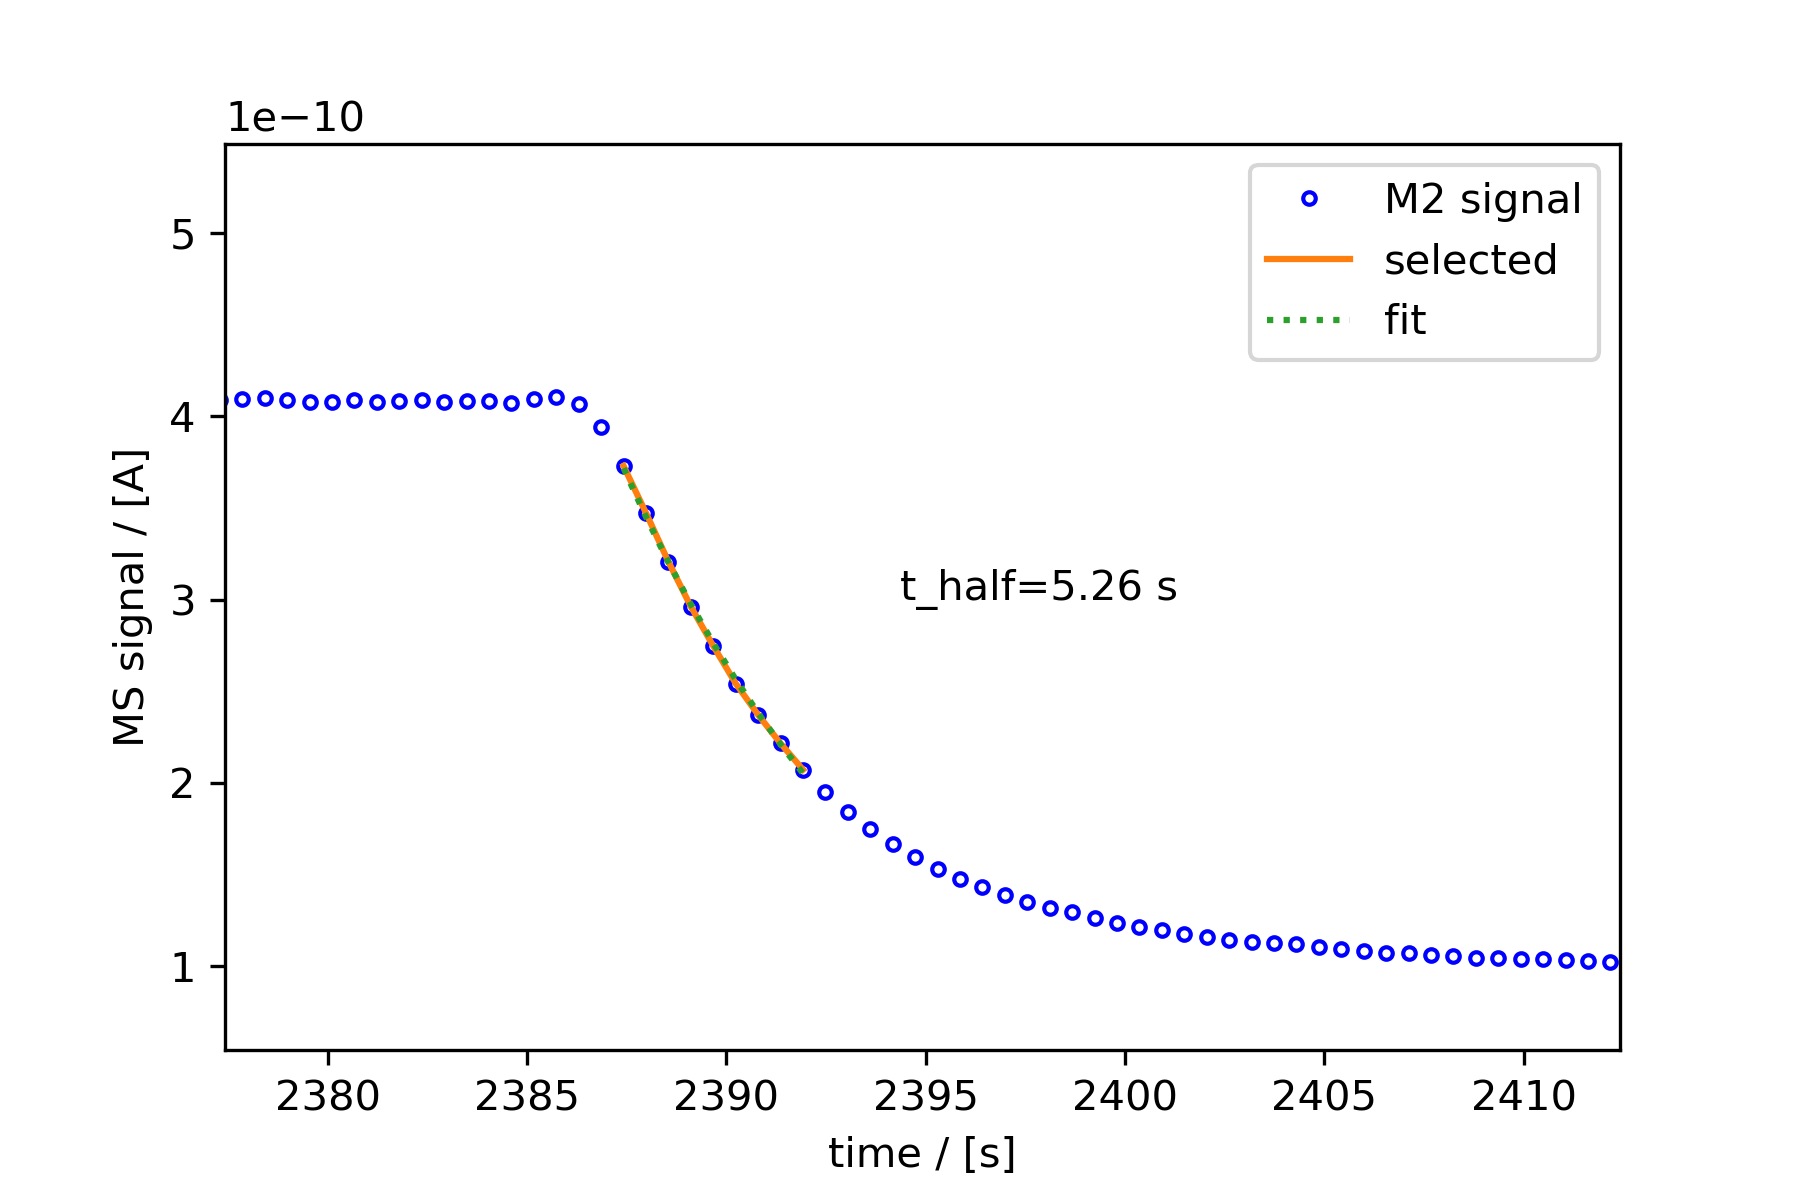 1e−10
M2 signal
selected
fit
5
4
3
2
1
MS signal / [A]
t_half=5.26 s
2380 2385 2390 2395 2400 2405 2410
time / [s]